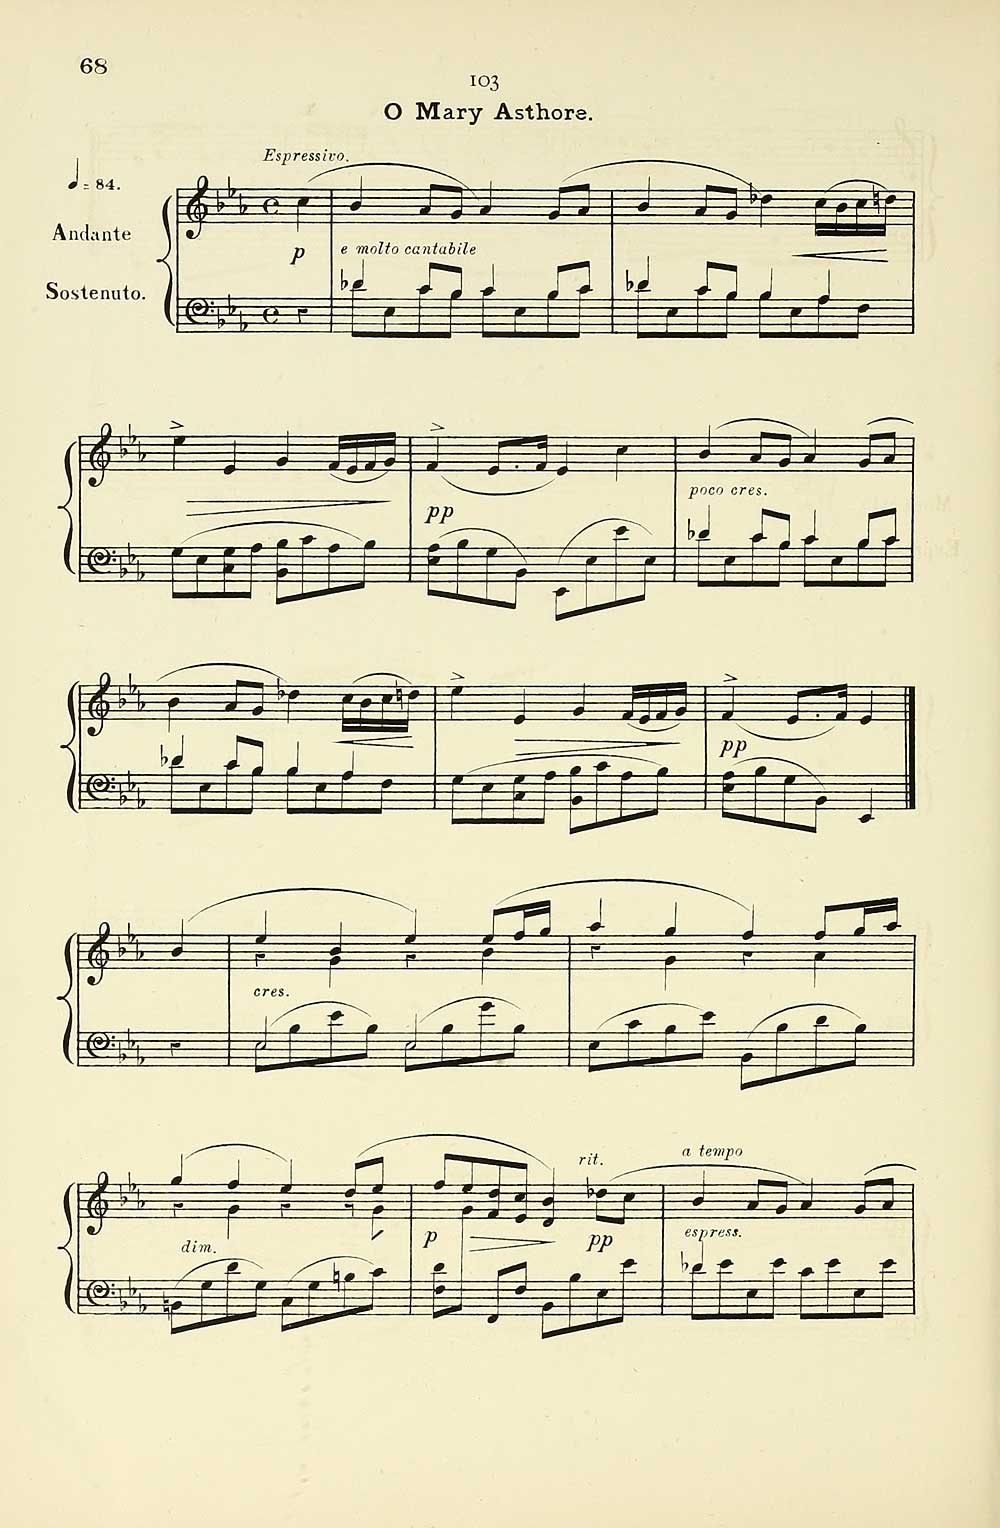 68
103
O Mary Asthore.
Espressivo.
♩ = 84.
Andante
Sostenuto.
p e molto cantabile
pp
poco cres.
pp
cres.
rit. a tempo
dim. p pp espress.